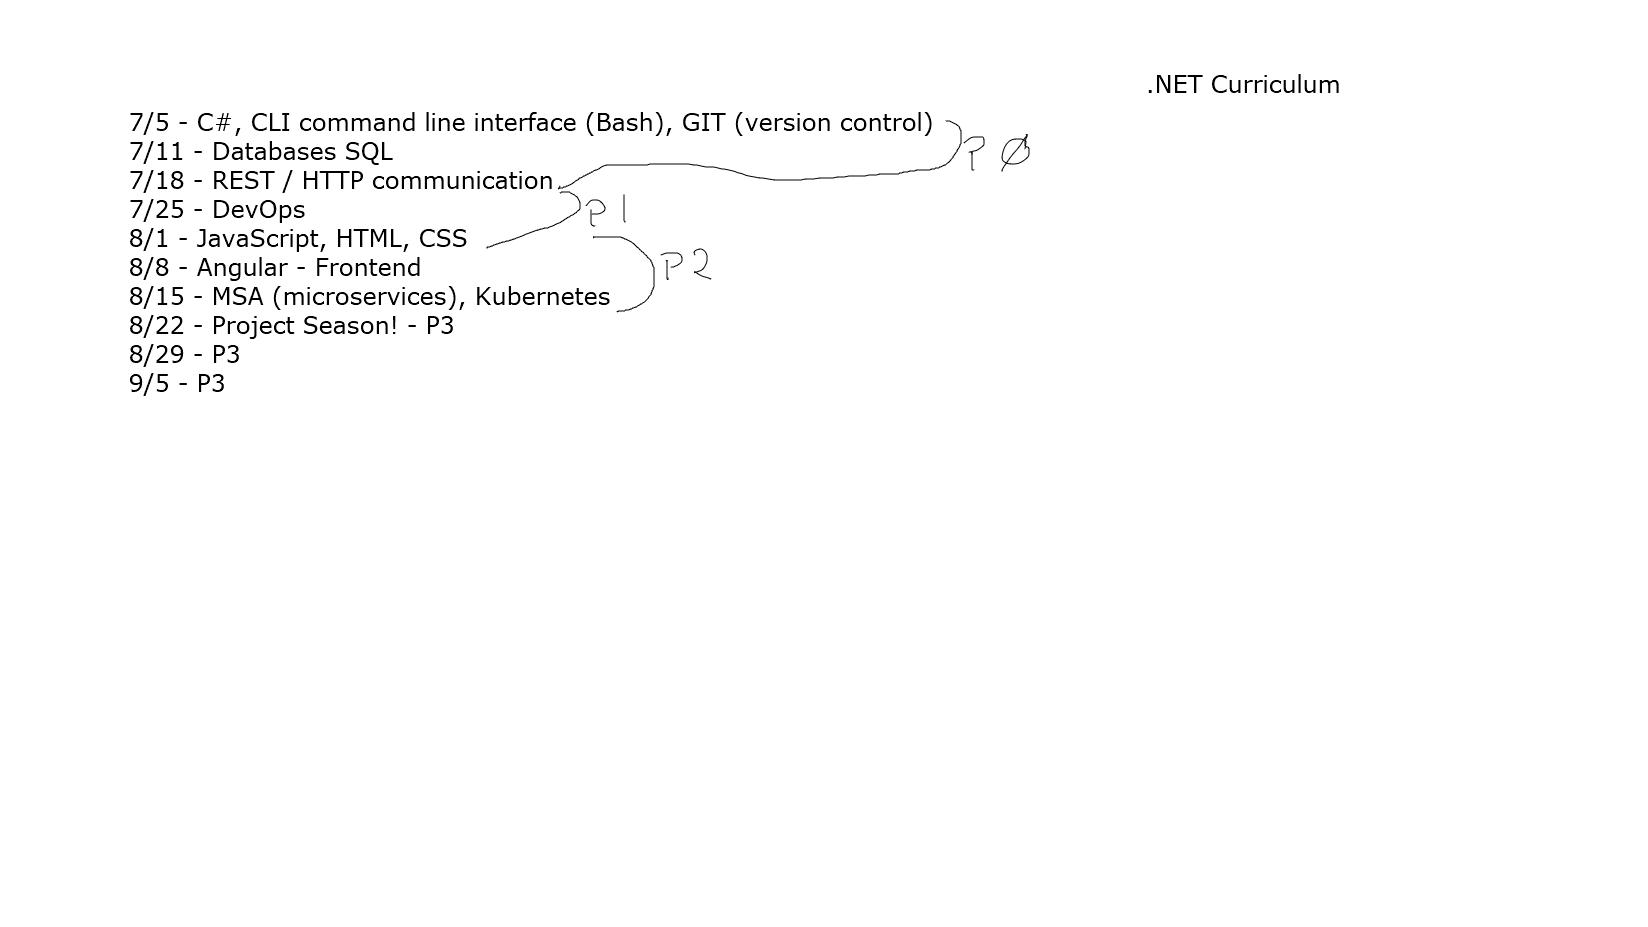 .NET Curriculum
7/5 - C#, CLI command line interface (Bash), GIT (version control)
P Ø
7/11 - Databases SQL
7/18 - REST / HTTP communication
7/25 - DevOps
P1
8/1 - JavaScript, HTML, CSS
8/8 - Angular - Frontend
P2
8/15 - MSA (microservices), Kubernetes
8/22 - Project Season! - P3
8/29 - P3
9/5 - P3